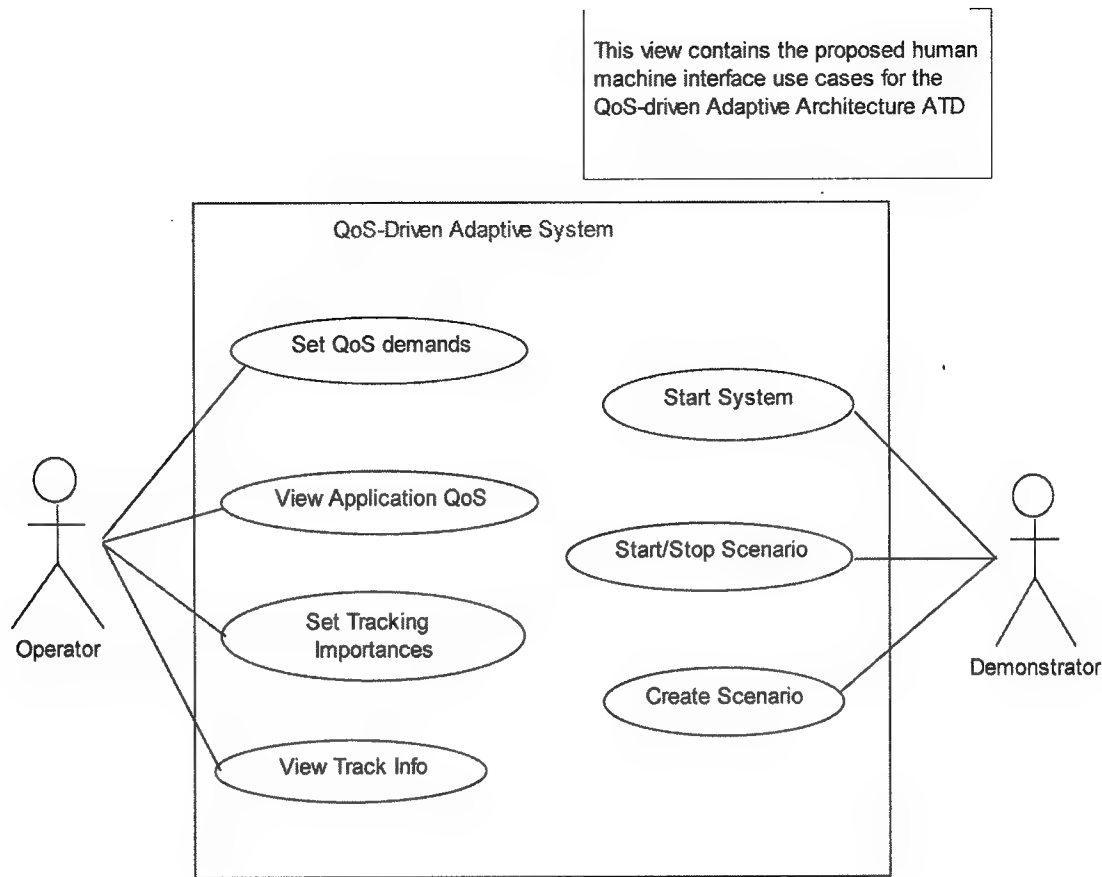 This view contains the proposed human
machine interface use cases for the
QoS-driven Adaptive Architecture ATD
QoS-Driven Adaptive System
Set QoS demands
Start System
View Application QoS
Start/Stop Scenario
Set Tracking
Importances
Operator
Demonstrator
Create Scenario
View Track Info